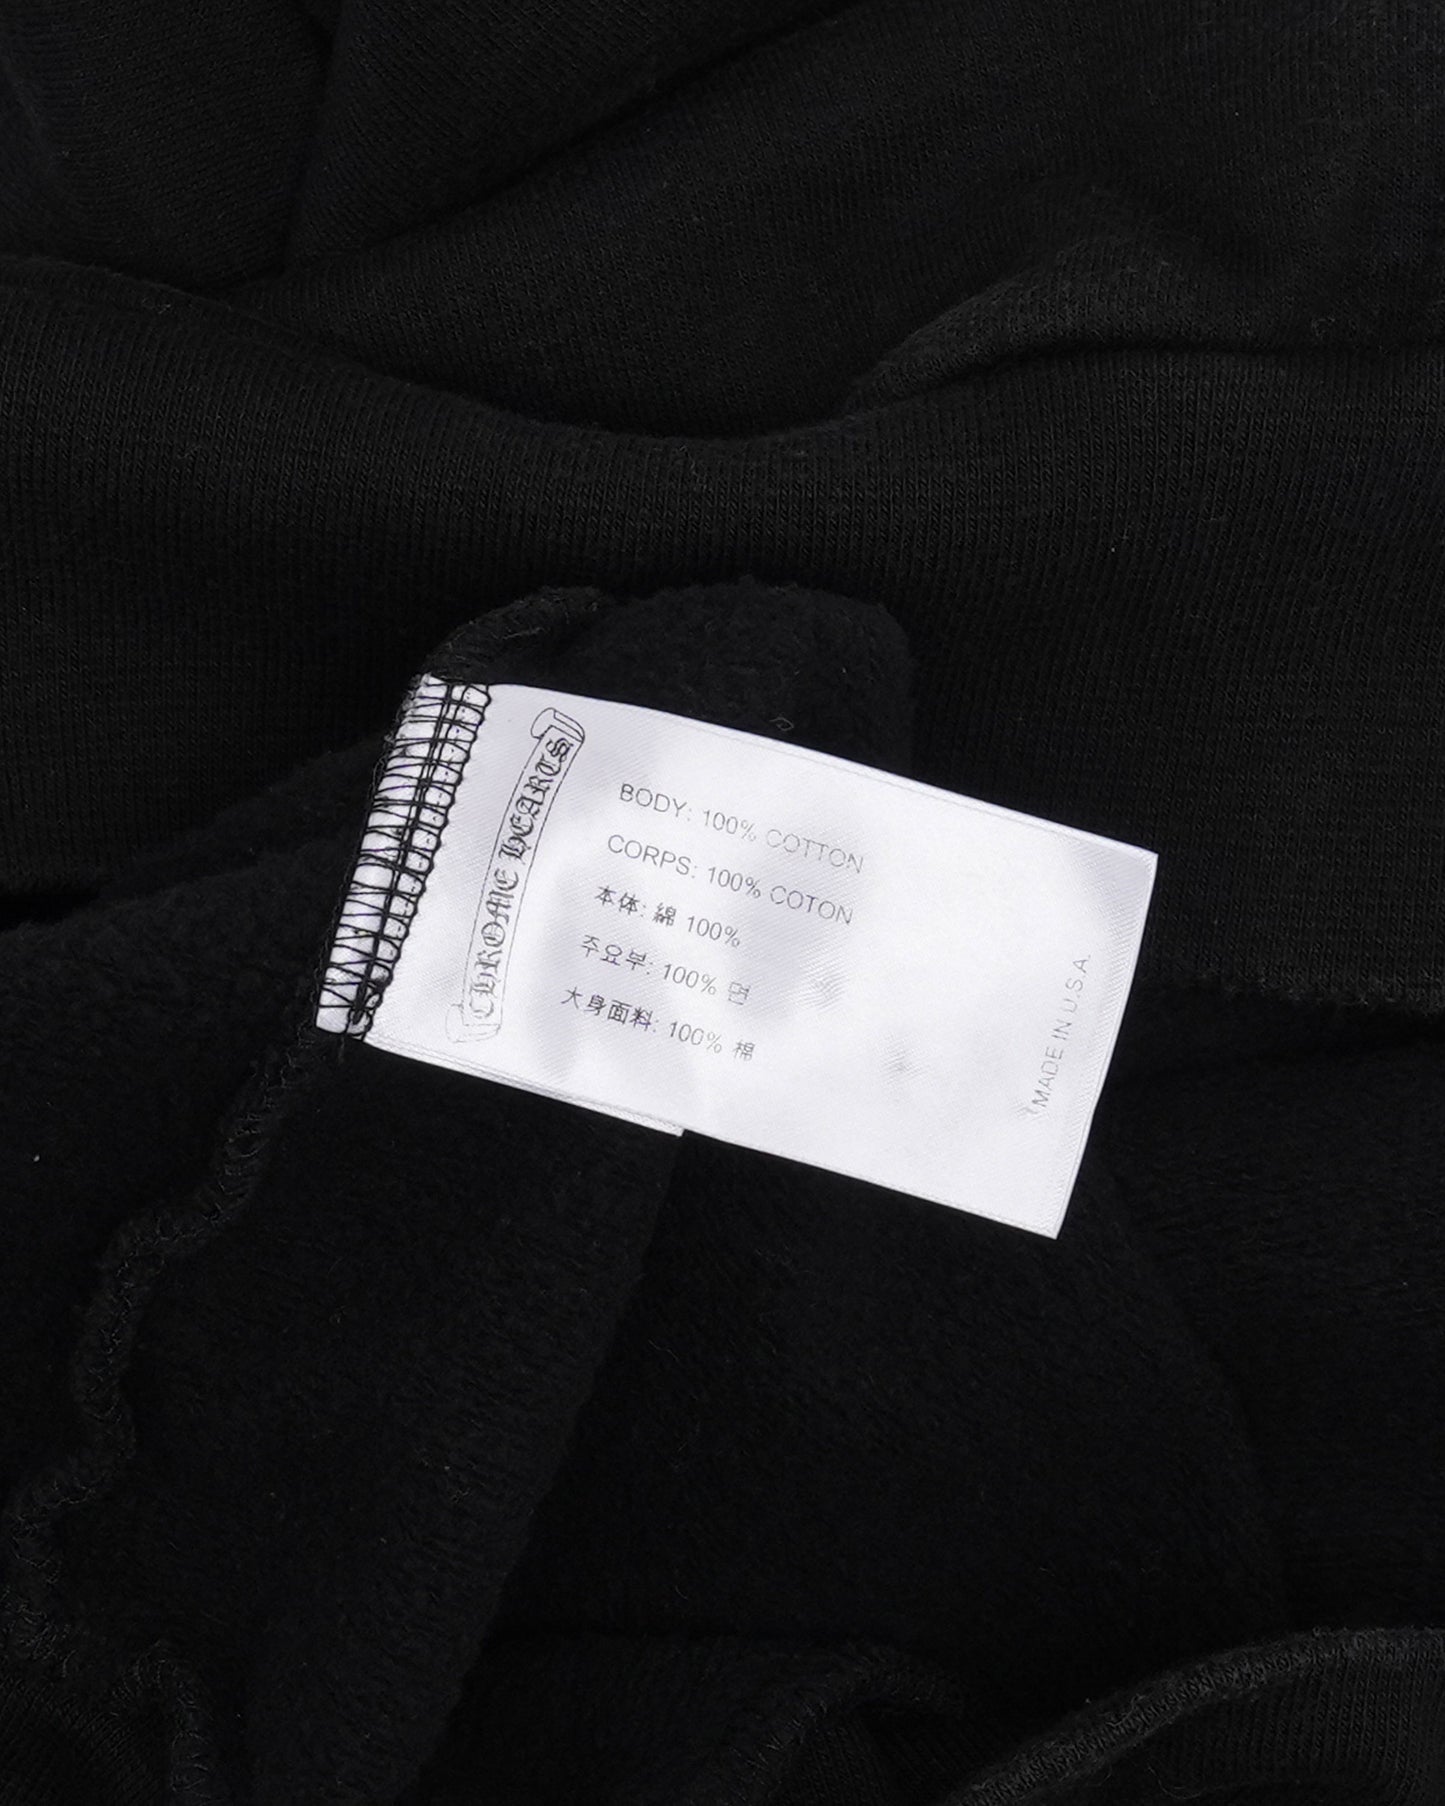 CHROME HEARTS
BODY: 100% COTTON
CORPS: 100% COTON
本体: 綿 100%
주요부: 100% 면
大身面料: 100% 棉
MADE IN U.S.A.